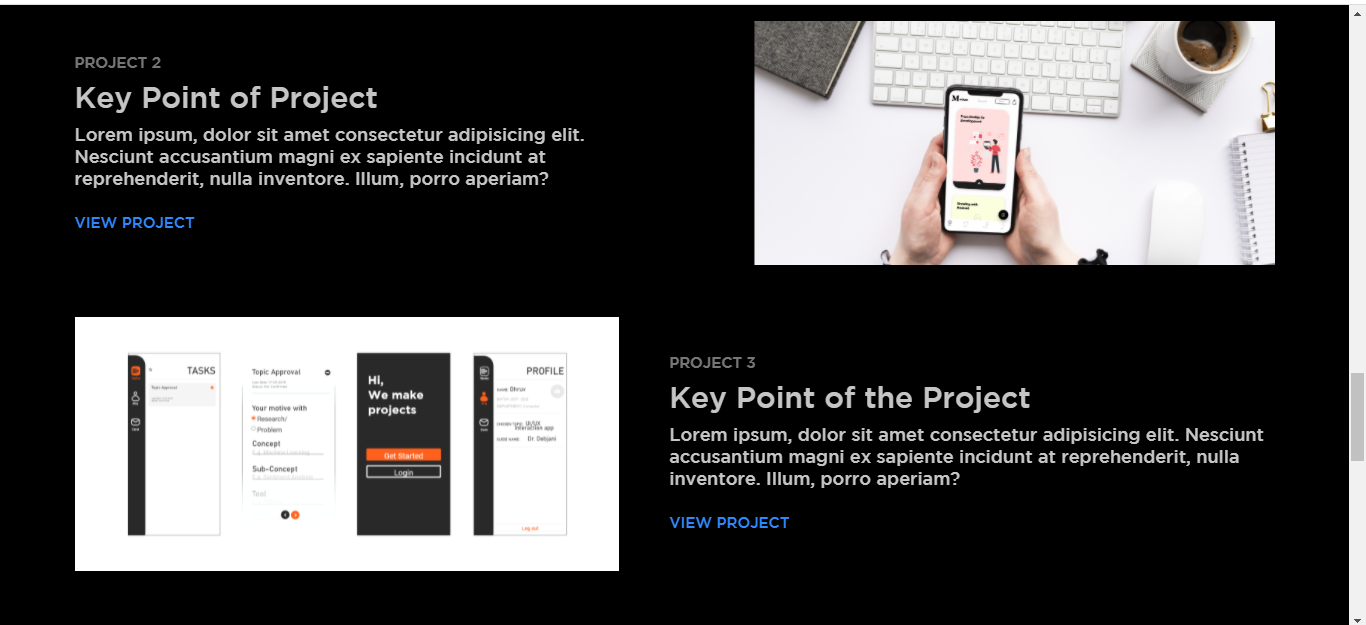 PROJECT 2
Key Point of Project
Lorem ipsum, dolor sit amet consectetur adipisicing elit.
Nesciunt accusantium magni ex sapiente incidunt at
reprehenderit, nulla inventore. Illum, porro aperiam?
VIEW PROJECT
TASKS
Topic Approval
Topic Approval
Your motive with
Research/
Problem
Concept
Sub-Concept
Tool
Hi,
We make
projects
Get Started
Login
PROFILE
Dhruv
UI/UX
Interaction app
Dr. Debjani
Log out
PROJECT 3
Key Point of the Project
Lorem ipsum, dolor sit amet consectetur adipisicing elit. Nesciunt
accusantium magni ex sapiente incidunt at reprehenderit, nulla
inventore. Illum, porro aperiam?
VIEW PROJECT